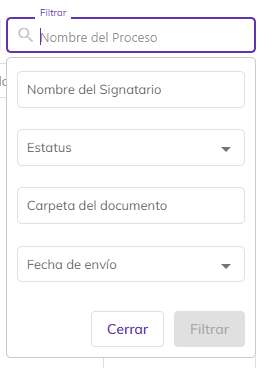 Filtrar
Nombre del Proceso
Nombre del Signatario
Estatus
Carpeta del documento
Fecha de envío
Cerrar
Filtrar